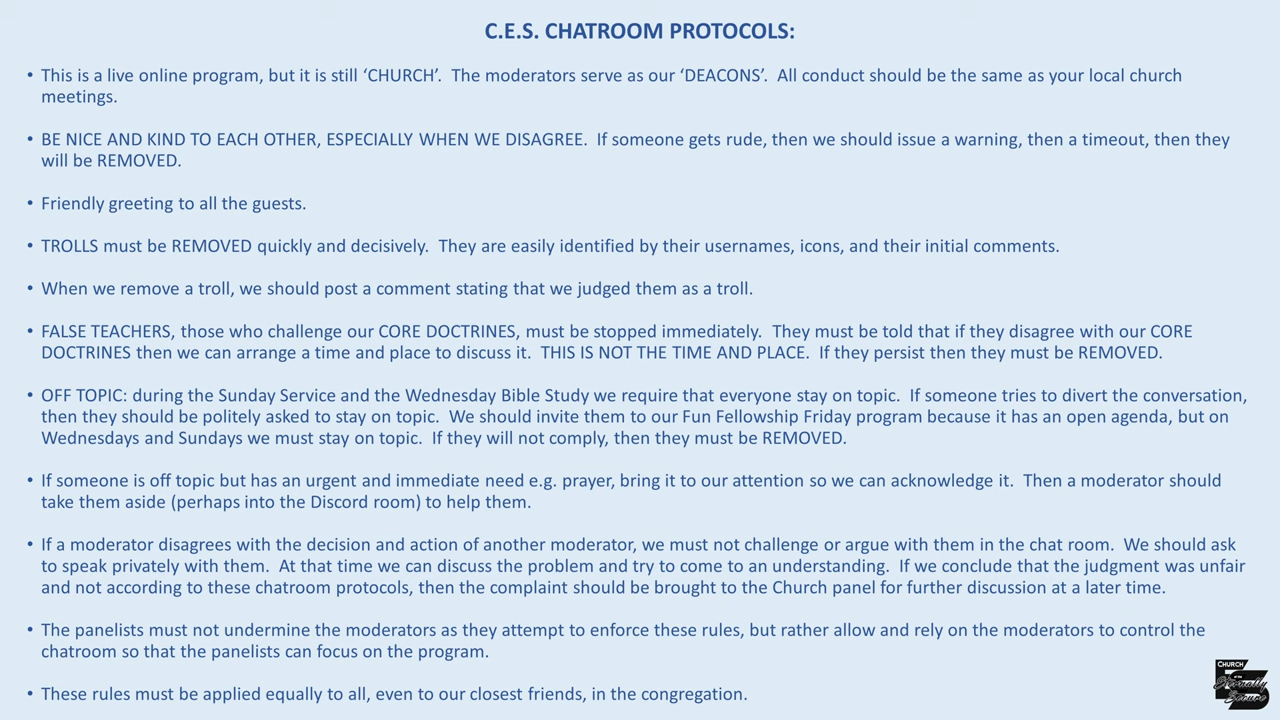 C.E.S. CHATROOM PROTOCOLS:
• This is a live online program, but it is still ‘CHURCH’.  The moderators serve as our ‘DEACONS’.  All conduct should be the same as your local church
meetings.
• BE NICE AND KIND TO EACH OTHER, ESPECIALLY WHEN WE DISAGREE.  If someone gets rude, then we should issue a warning, then a timeout, then they
will be REMOVED.
• Friendly greeting to all the guests.
• TROLLS must be REMOVED quickly and decisively.  They are easily identified by their usernames, icons, and their initial comments.
• When we remove a troll, we should post a comment stating that we judged them as a troll.
• FALSE TEACHERS, those who challenge our CORE DOCTRINES, must be stopped immediately.  They must be told that if they disagree with our CORE
DOCTRINES then we can arrange a time and place to discuss it.  THIS IS NOT THE TIME AND PLACE.  If they persist then they must be REMOVED.
• OFF TOPIC: during the Sunday Service and the Wednesday Bible Study we require that everyone stay on topic.  If someone tries to divert the conversation,
then they should be politely asked to stay on topic.  We should invite them to our Fun Fellowship Friday program because it has an open agenda, but on
Wednesdays and Sundays we must stay on topic.  If they will not comply, then they must be REMOVED.
• If someone is off topic but has an urgent and immediate need e.g. prayer, bring it to our attention so we can acknowledge it.  Then a moderator should
take them aside (perhaps into the Discord room) to help them.
• If a moderator disagrees with the decision and action of another moderator, we must not challenge or argue with them in the chat room.  We should ask
to speak privately with them.  At that time we can discuss the problem and try to come to an understanding.  If we conclude that the judgment was unfair
and not according to these chatroom protocols, then the complaint should be brought to the Church panel for further discussion at a later time.
• The panelists must not undermine the moderators as they attempt to enforce these rules, but rather allow and rely on the moderators to control the
chatroom so that the panelists can focus on the program.
• These rules must be applied equally to all, even to our closest friends, in the congregation.
CHURCH
of the
Eternally
Secure